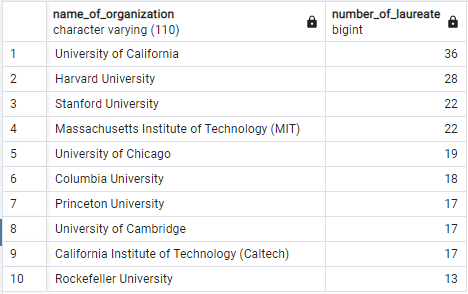 name_of_organization number_of_laureate
character varying (110) bigint
1 University of California 36
2 Harvard University 28
3 Stanford University 22
4 Massachusetts Institute of Technology (MIT) 22
5 University of Chicago 19
6 Columbia University 18
7 Princeton University 17
8 University of Cambridge 17
9 California Institute of Technology (Caltech) 17
10 Rockefeller University 13